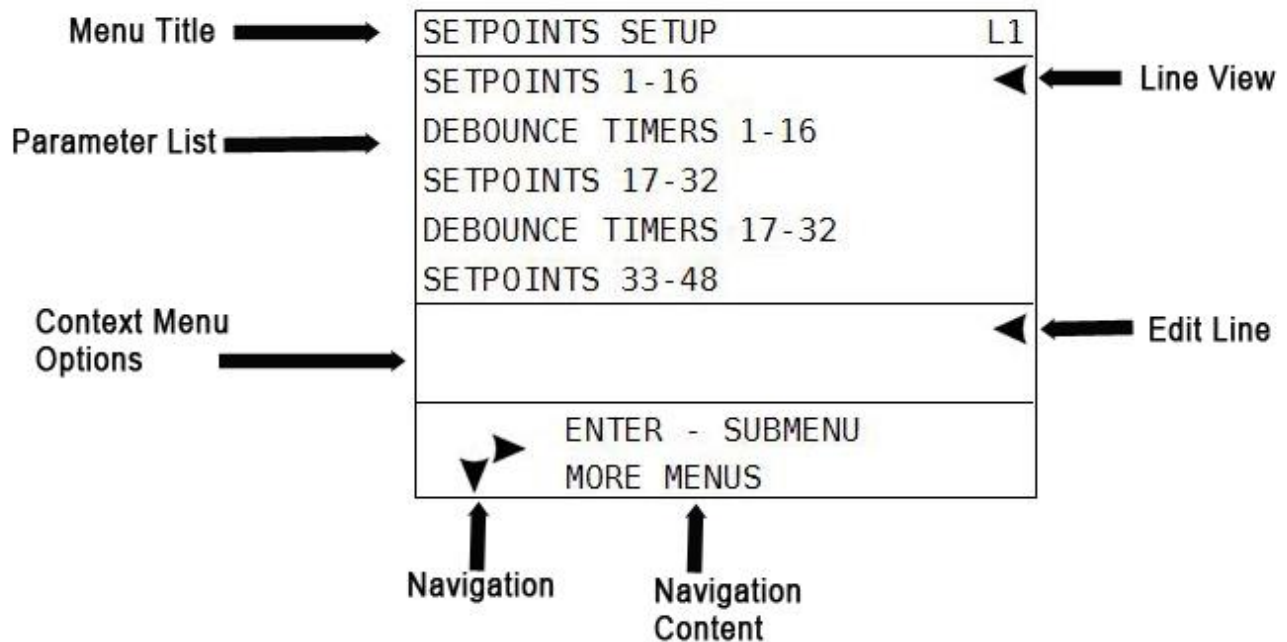 Menu Title
SETPOINTS SETUP L1
SETPOINTS 1-16
Line View
DEBOUNCE TIMERS 1-16
Parameter List
SETPOINTS 17-32
DEBOUNCE TIMERS 17-32
SETPOINTS 33-48
Context Menu
Options
Edit Line
ENTER - SUBMENU
MORE MENUS
Navigation
Navigation
Content